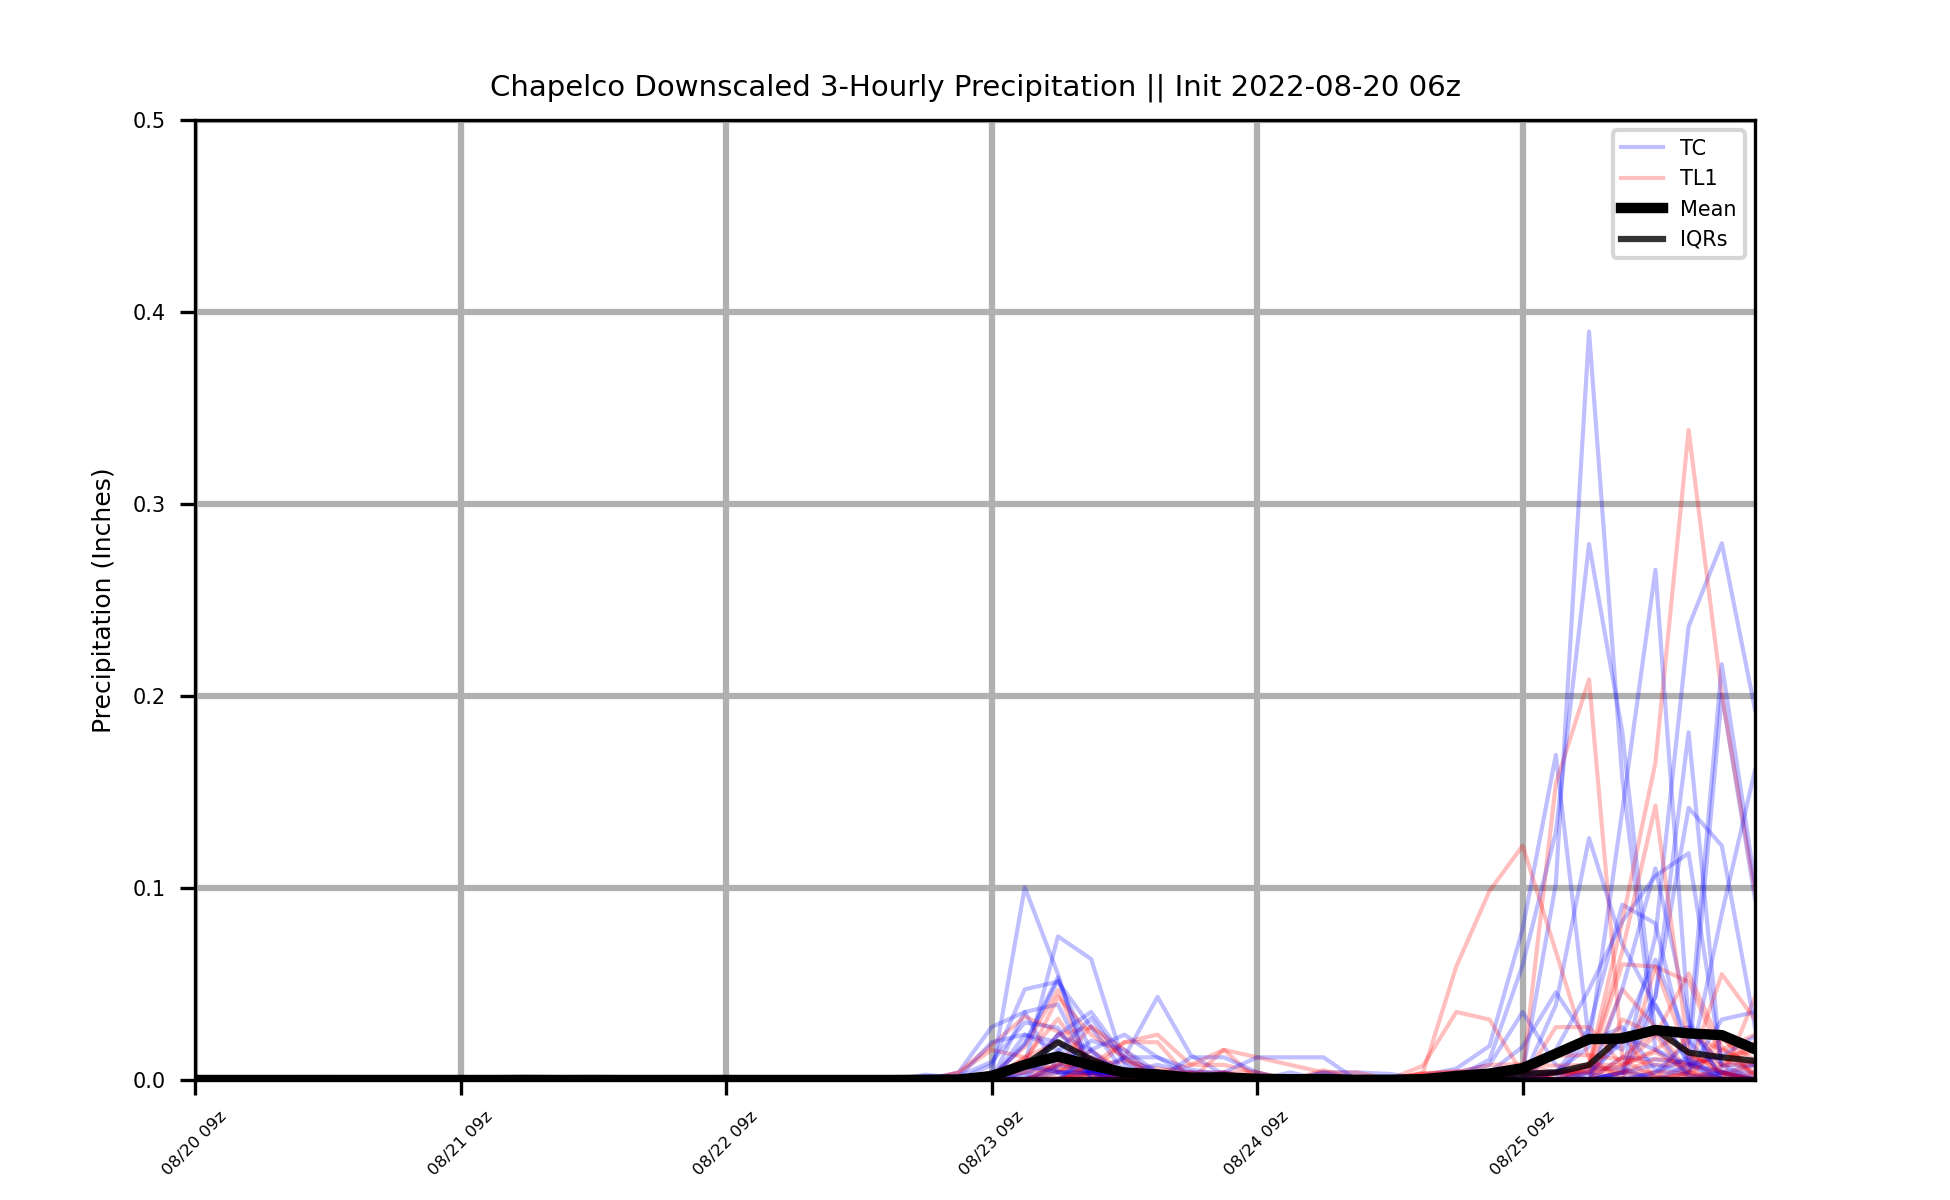 Chapelco Downscaled 3-Hourly Precipitation || Init 2022-08-20 06z
Precipitation (Inches)
0.5
0.4
0.3
0.2
0.1
0.0
TC
TL1
Mean
IQRs
08/20 09z
08/21 09z
08/22 09z
08/23 09z
08/24 09z
08/25 09z